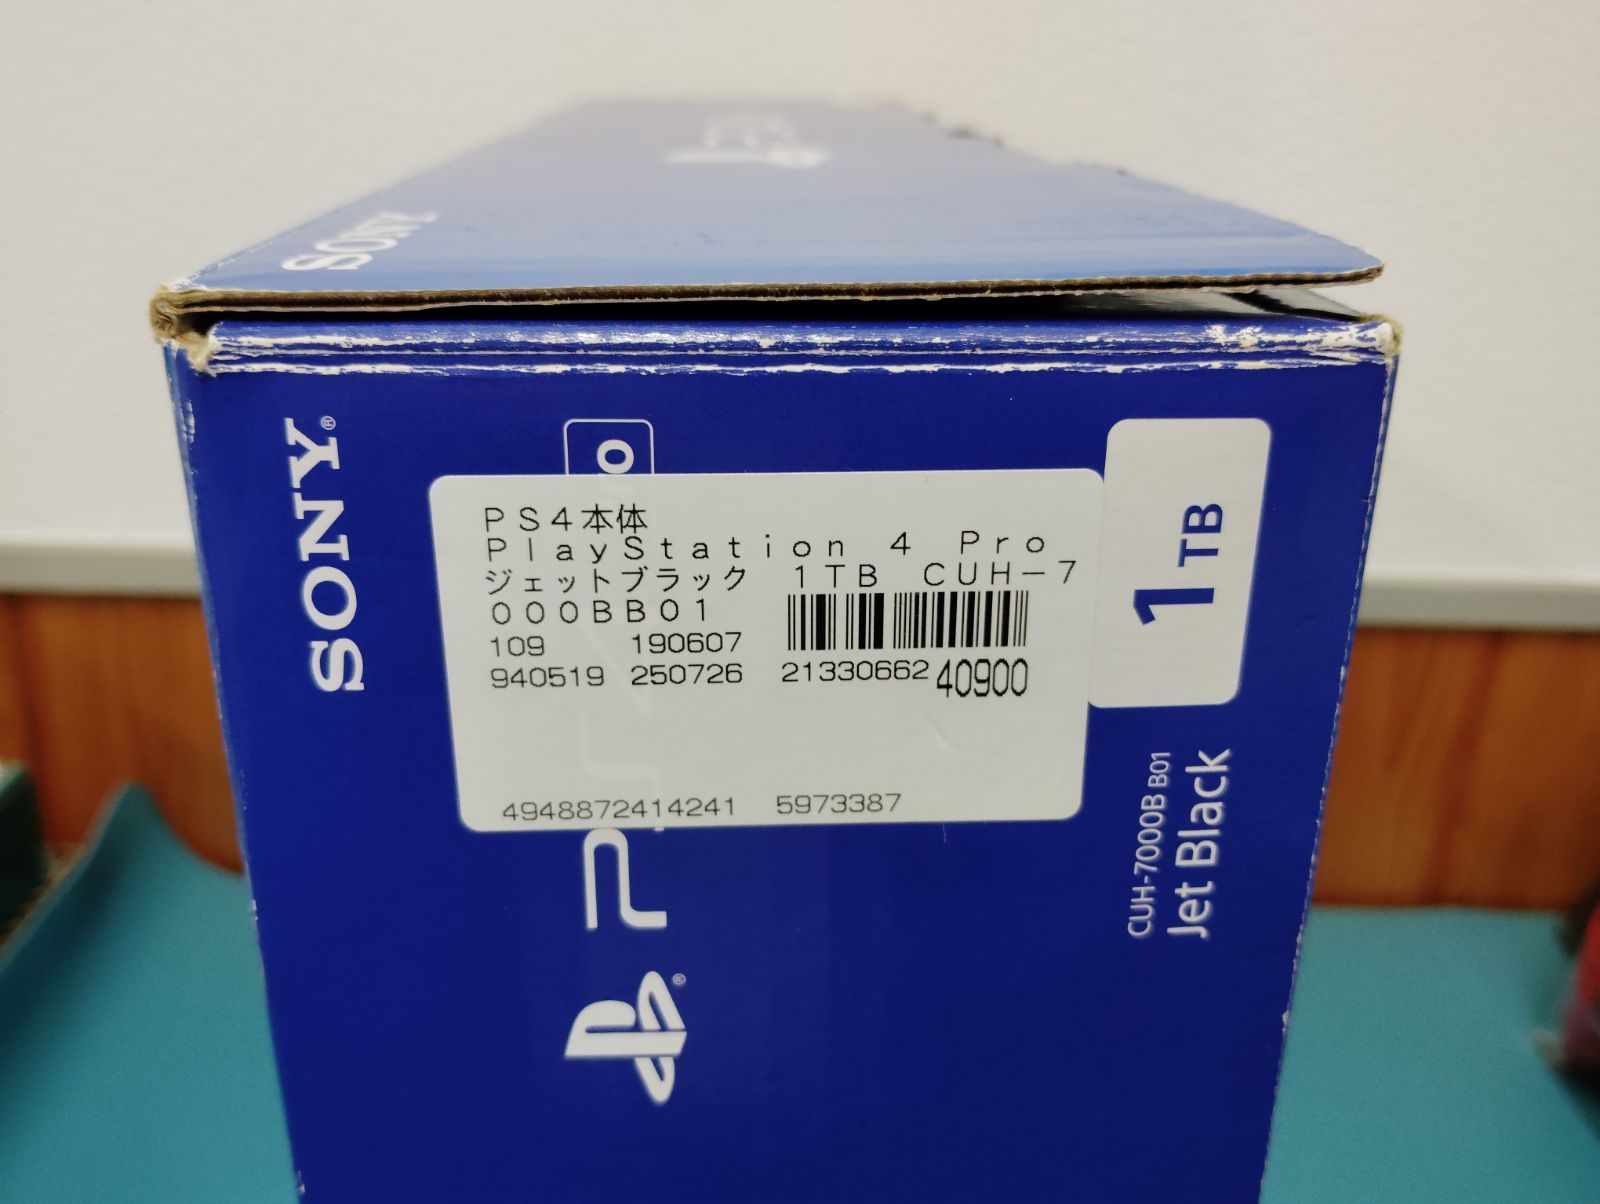 SONY
SONY®
ro
PS4本体
PlayStation 4 Pro
ジェットブラック 1TB CUH-7
000BB01
109 190607
940519 250726 21330662 40900
4948872414241 5973387
1TB
CUH-7000B B01
Jet Black